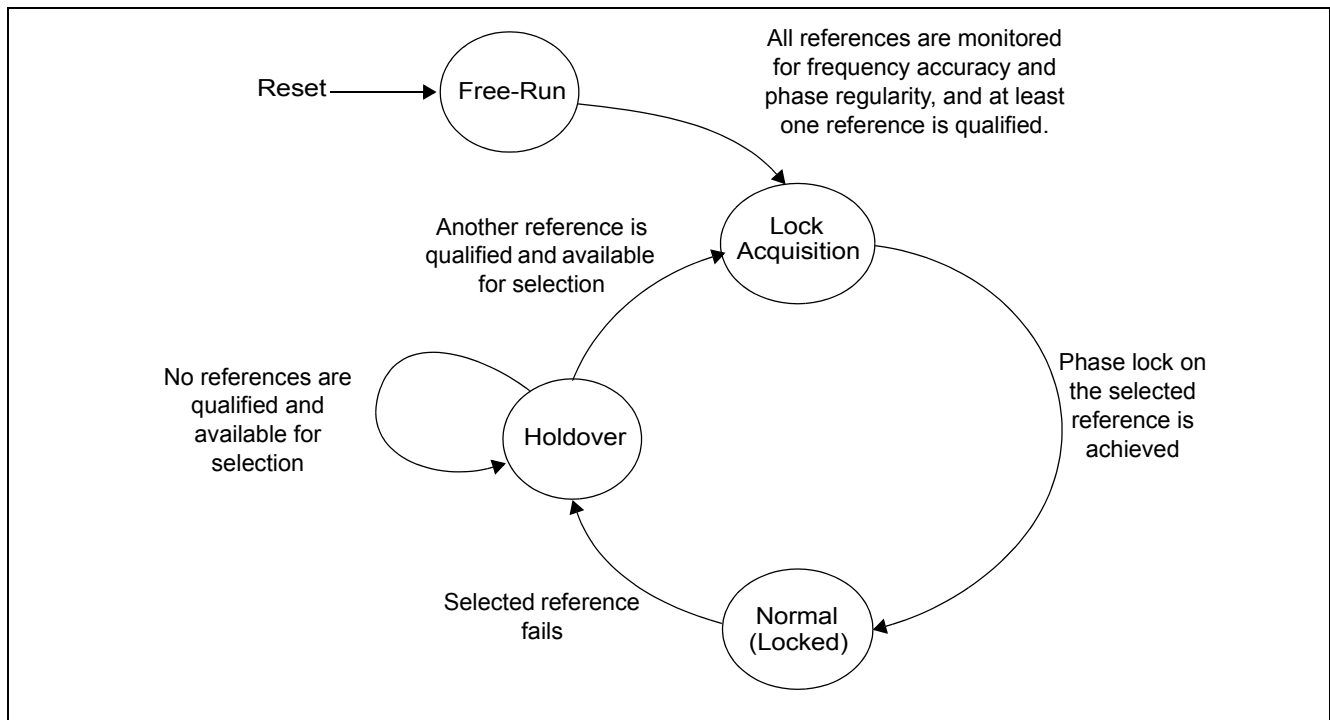 All references are monitored
for frequency accuracy and
phase regularity, and at least
one reference is qualified.
Reset
Free-Run
Another reference is
qualified and available
for selection
Lock
Acquisition
No references are
qualified and
available for
selection
Holdover
Phase lock on
the selected
reference is
achieved
Selected reference
fails
Normal
(Locked)